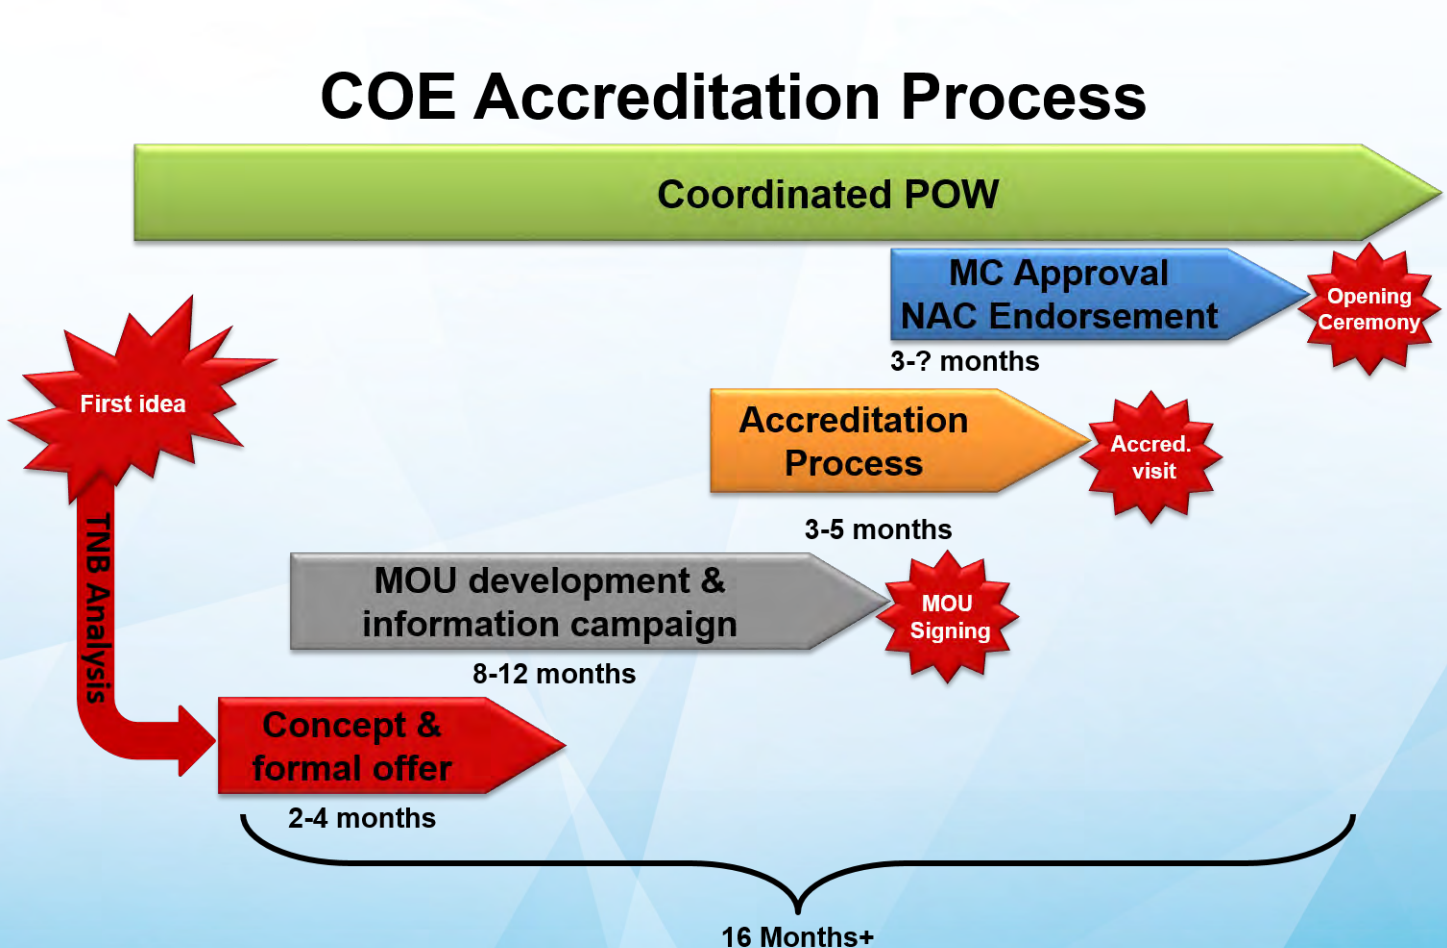 COE Accreditation Process
Coordinated POW
MC Approval
NAC Endorsement
3-? months
Opening
Ceremony
First idea
TNB Analysis
Accreditation
Process
3-5 months
Accred.
visit
MOU development &
information campaign
8-12 months
MOU
Signing
Concept &
formal offer
2-4 months
16 Months+